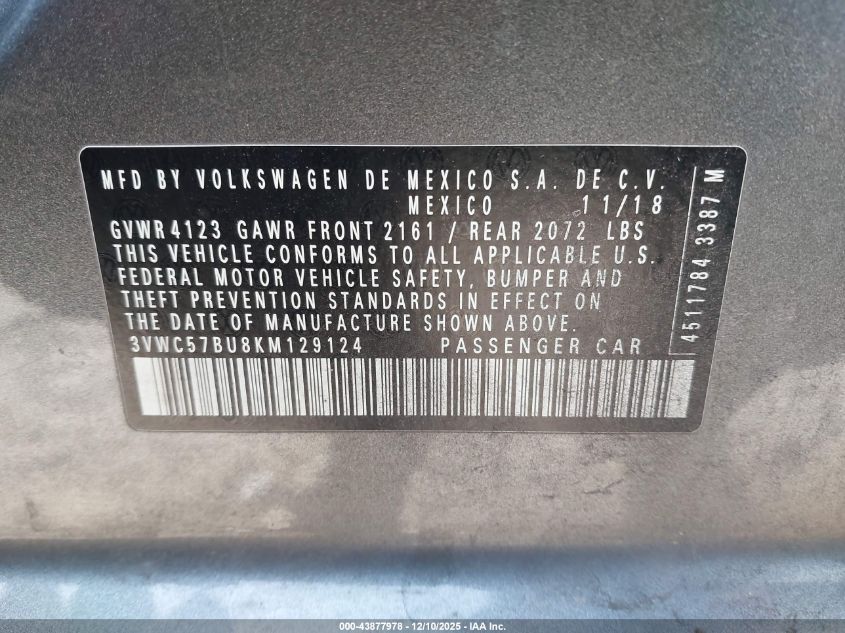 MFD BY VOLKSWAGEN DE MEXICO S.A. DE C.V.
MEXICO 11/18
GVWR 4123 GAWR FRONT 2161 / REAR 2072 LBS
THIS VEHICLE CONFORMS TO ALL APPLICABLE U.S.
FEDERAL MOTOR VEHICLE SAFETY, BUMPER AND
THEFT PREVENTION STANDARDS IN EFFECT ON
THE DATE OF MANUFACTURE SHOWN ABOVE.
3VWC57BU8KM129124 PASSENGER CAR
4511784 3387 M
000-43877978 - 12/10/2025 - IAA Inc.